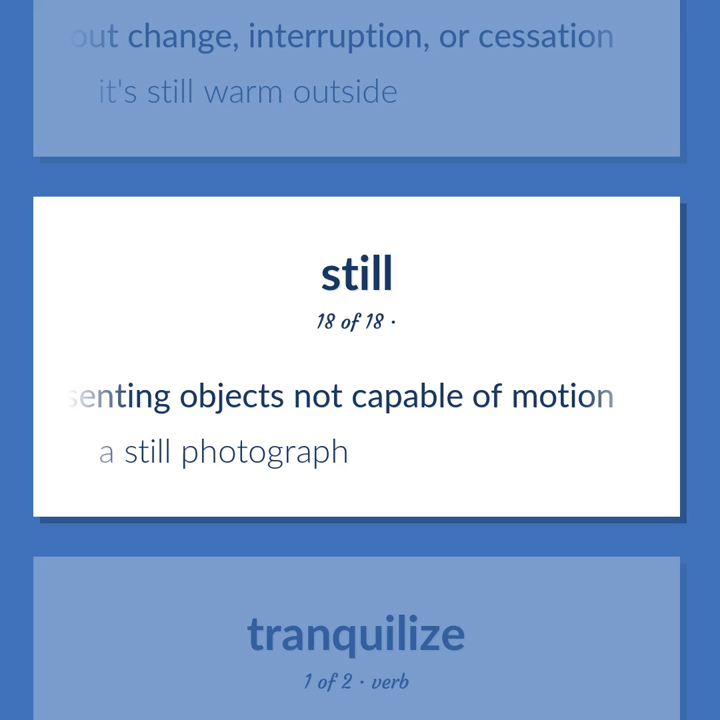 out change, interruption, or cessation
it's still warm outside
still
18 of 18 ·
senting objects not capable of motion
a still photograph
tranquilize
1 of 2 · verb